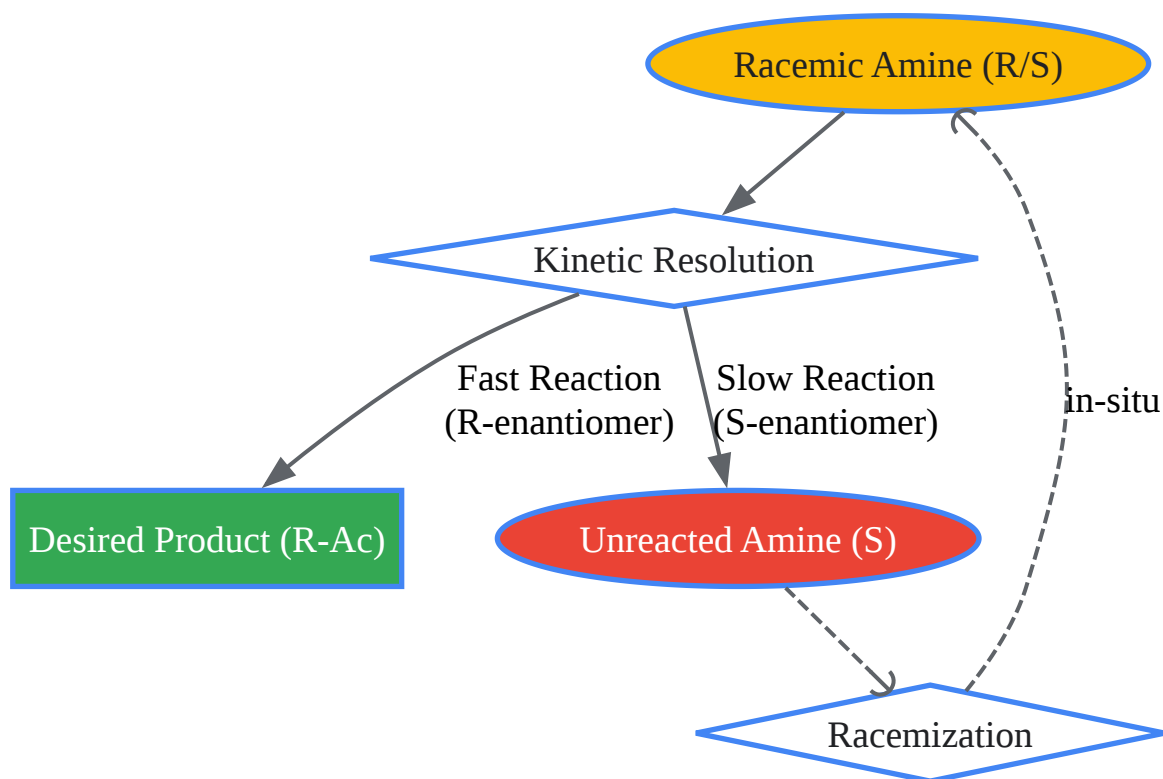 Racemic Amine (R/S)
Kinetic Resolution
Fast Reaction
(R-enantiomer)
Slow Reaction
(S-enantiomer)
in-situ
Desired Product (R-Ac)
Unreacted Amine (S)
Racemization